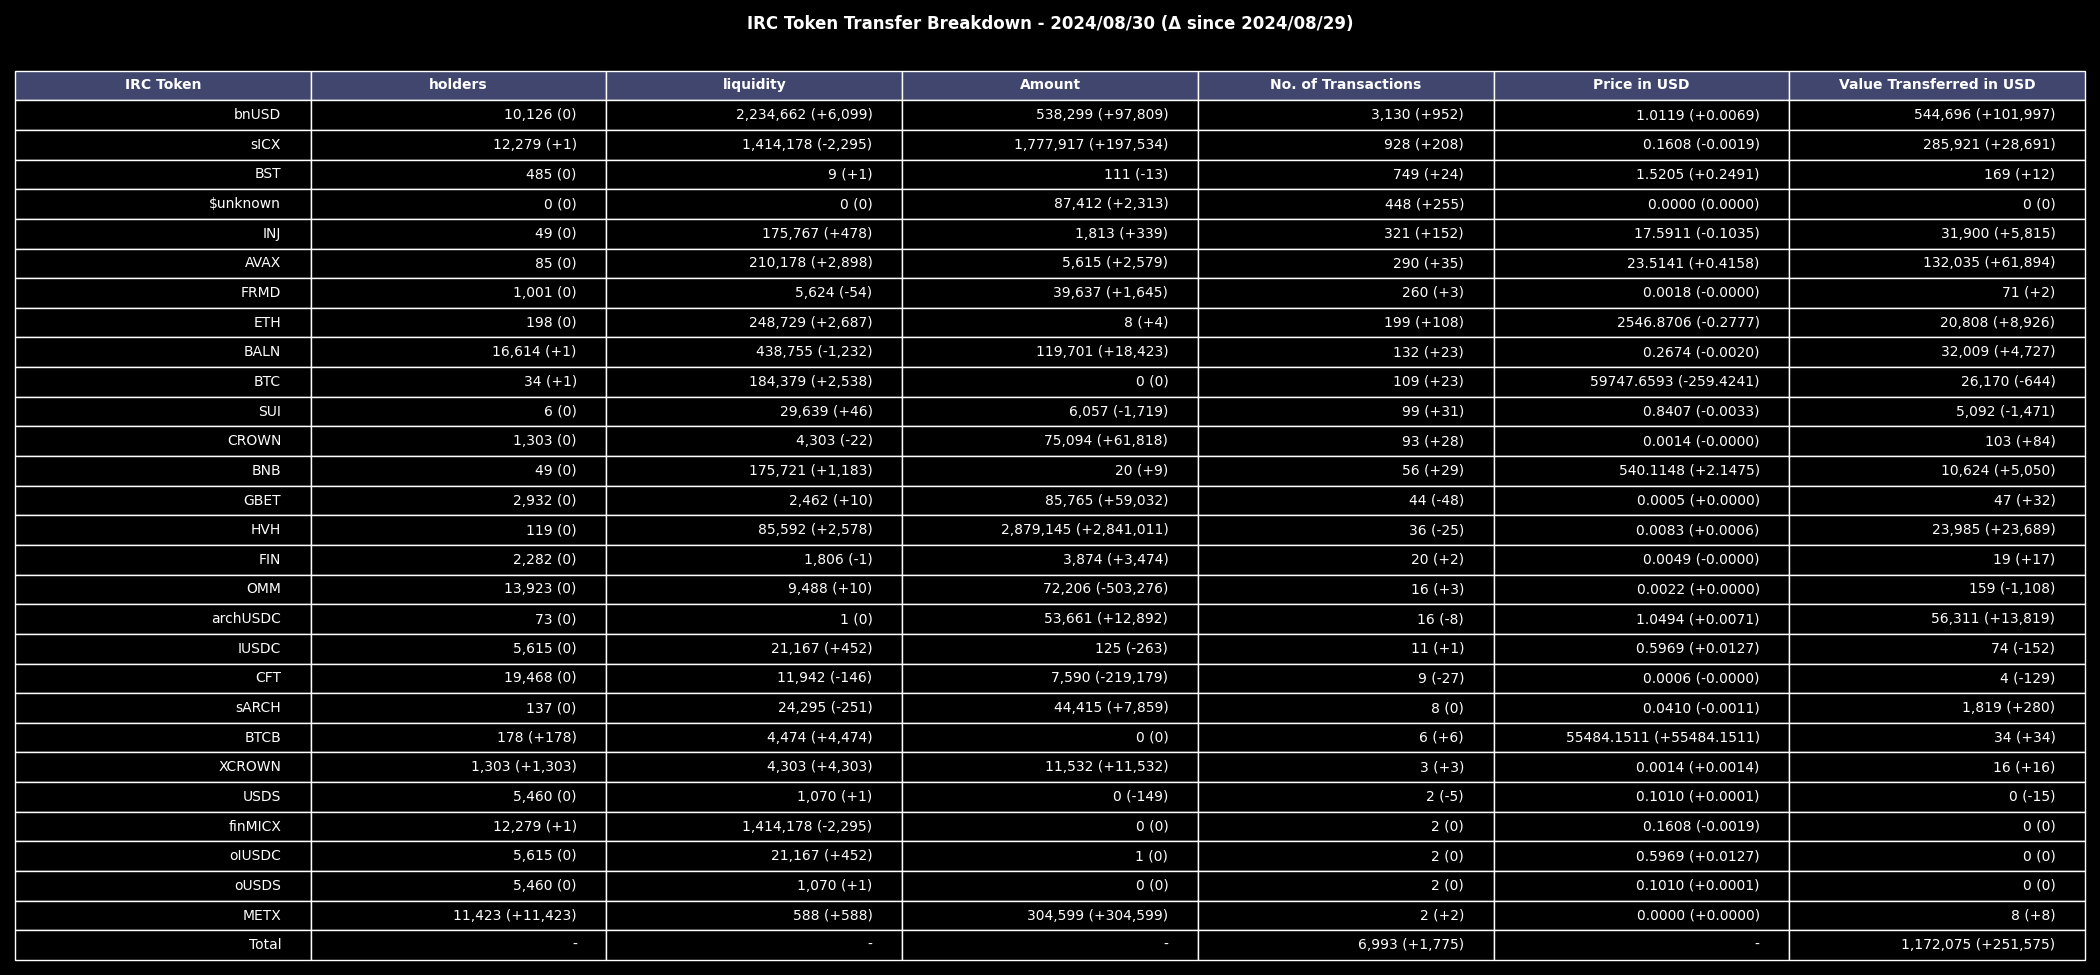 IRC Token Transfer Breakdown - 2024/08/30 (Δ since 2024/08/29)
IRC Token holders liquidity Amount No. of Transactions Price in USD Value Transferred in USD
bnUSD 10,126 (0) 2,234,662 (+6,099) 538,299 (+97,809) 3,130 (+952) 1.0119 (+0.0069) 544,696 (+101,997)
sICX 12,279 (+1) 1,414,178 (-2,295) 1,777,917 (+197,534) 928 (+208) 0.1608 (-0.0019) 285,921 (+28,691)
BST 485 (0) 9 (+1) 111 (-13) 749 (+24) 1.5205 (+0.2491) 169 (+12)
$unknown 0 (0) 0 (0) 87,412 (+2,313) 448 (+255) 0.0000 (0.0000) 0 (0)
INJ 49 (0) 175,767 (+478) 1,813 (+339) 321 (+152) 17.5911 (-0.1035) 31,900 (+5,815)
AVAX 85 (0) 210,178 (+2,898) 5,615 (+2,579) 290 (+35) 23.5141 (+0.4158) 132,035 (+61,894)
FRMD 1,001 (0) 5,624 (-54) 39,637 (+1,645) 260 (+3) 0.0018 (-0.0000) 71 (+2)
ETH 198 (0) 248,729 (+2,687) 8 (+4) 199 (+108) 2546.8706 (-0.2777) 20,808 (+8,926)
BALN 16,614 (+1) 438,755 (-1,232) 119,701 (+18,423) 132 (+23) 0.2674 (-0.0020) 32,009 (+4,727)
BTC 34 (+1) 184,379 (+2,538) 0 (0) 109 (+23) 59747.6593 (-259.4241) 26,170 (-644)
SUI 6 (0) 29,639 (+46) 6,057 (-1,719) 99 (+31) 0.8407 (-0.0033) 5,092 (-1,471)
CROWN 1,303 (0) 4,303 (-22) 75,094 (+61,818) 93 (+28) 0.0014 (-0.0000) 103 (+84)
BNB 49 (0) 175,721 (+1,183) 20 (+9) 56 (+29) 540.1148 (+2.1475) 10,624 (+5,050)
GBET 2,932 (0) 2,462 (+10) 85,765 (+59,032) 44 (-48) 0.0005 (+0.0000) 47 (+32)
HVH 119 (0) 85,592 (+2,578) 2,879,145 (+2,841,011) 36 (-25) 0.0083 (+0.0006) 23,985 (+23,689)
FIN 2,282 (0) 1,806 (-1) 3,874 (+3,474) 20 (+2) 0.0049 (-0.0000) 19 (+17)
OMM 13,923 (0) 9,488 (+10) 72,206 (-503,276) 16 (+3) 0.0022 (+0.0000) 159 (-1,108)
archUSDC 73 (0) 1 (0) 53,661 (+12,892) 16 (-8) 1.0494 (+0.0071) 56,311 (+13,819)
IUSDC 5,615 (0) 21,167 (+452) 125 (-263) 11 (+1) 0.5969 (+0.0127) 74 (-152)
CFT 19,468 (0) 11,942 (-146) 7,590 (-219,179) 9 (-27) 0.0006 (-0.0000) 4 (-129)
sARCH 137 (0) 24,295 (-251) 44,415 (+7,859) 8 (0) 0.0410 (-0.0011) 1,819 (+280)
BTCB 178 (+178) 4,474 (+4,474) 0 (0) 6 (+6) 55484.1511 (+55484.1511) 34 (+34)
XCROWN 1,303 (+1,303) 4,303 (+4,303) 11,532 (+11,532) 3 (+3) 0.0014 (+0.0014) 16 (+16)
USDS 5,460 (0) 1,070 (+1) 0 (-149) 2 (-5) 0.1010 (+0.0001) 0 (-15)
finMICX 12,279 (+1) 1,414,178 (-2,295) 0 (0) 2 (0) 0.1608 (-0.0019) 0 (0)
oIUSDC 5,615 (0) 21,167 (+452) 1 (0) 2 (0) 0.5969 (+0.0127) 0 (0)
oUSDS 5,460 (0) 1,070 (+1) 0 (0) 2 (0) 0.1010 (+0.0001) 0 (0)
METX 11,423 (+11,423) 588 (+588) 304,599 (+304,599) 2 (+2) 0.0000 (+0.0000) 8 (+8)
Total - - - 6,993 (+1,775) - 1,172,075 (+251,575)